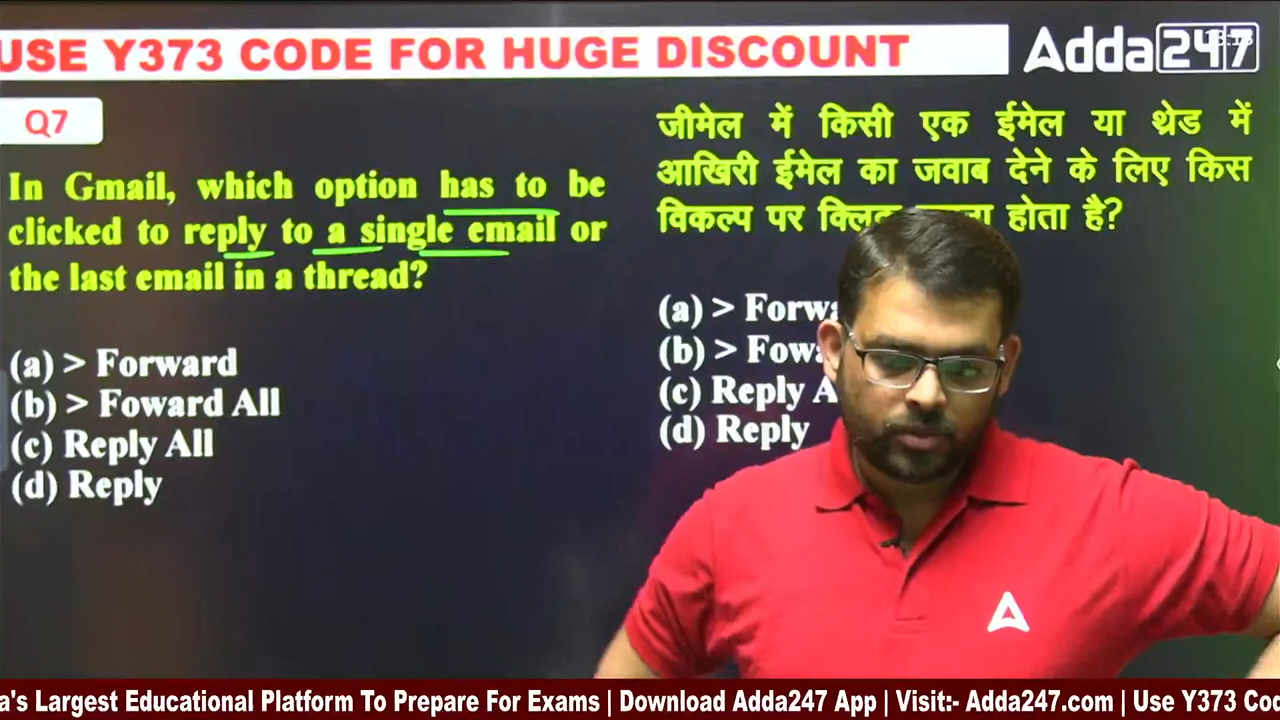 USE Y373 CODE FOR HUGE DISCOUNT
Adda247
Q7
In Gmail, which option has to be
clicked to reply to a single email or
the last email in a thread?
(a) > Forward
(b) > Foward All
(c) Reply All
(d) Reply
जीमेल में किसी एक ईमेल या थ्रेड में
आखिरी ईमेल का जवाब देने के लिए किस
विकल्प पर होता है?
(a) >
(b) >
(c) Reply
(d) Reply
a's Largest Educational Platform To Prepare For Exams | Download Adda247 App | Visit:- Adda247.com | Use Y373